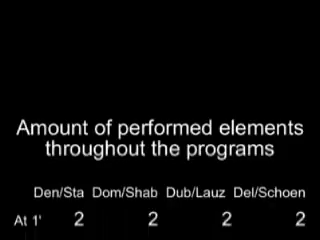 Amount of performed elements
throughout the programs
Den/Sta Dom/Shab Dub/Lauz Del/Schoen
At 1' 2 2 2 2